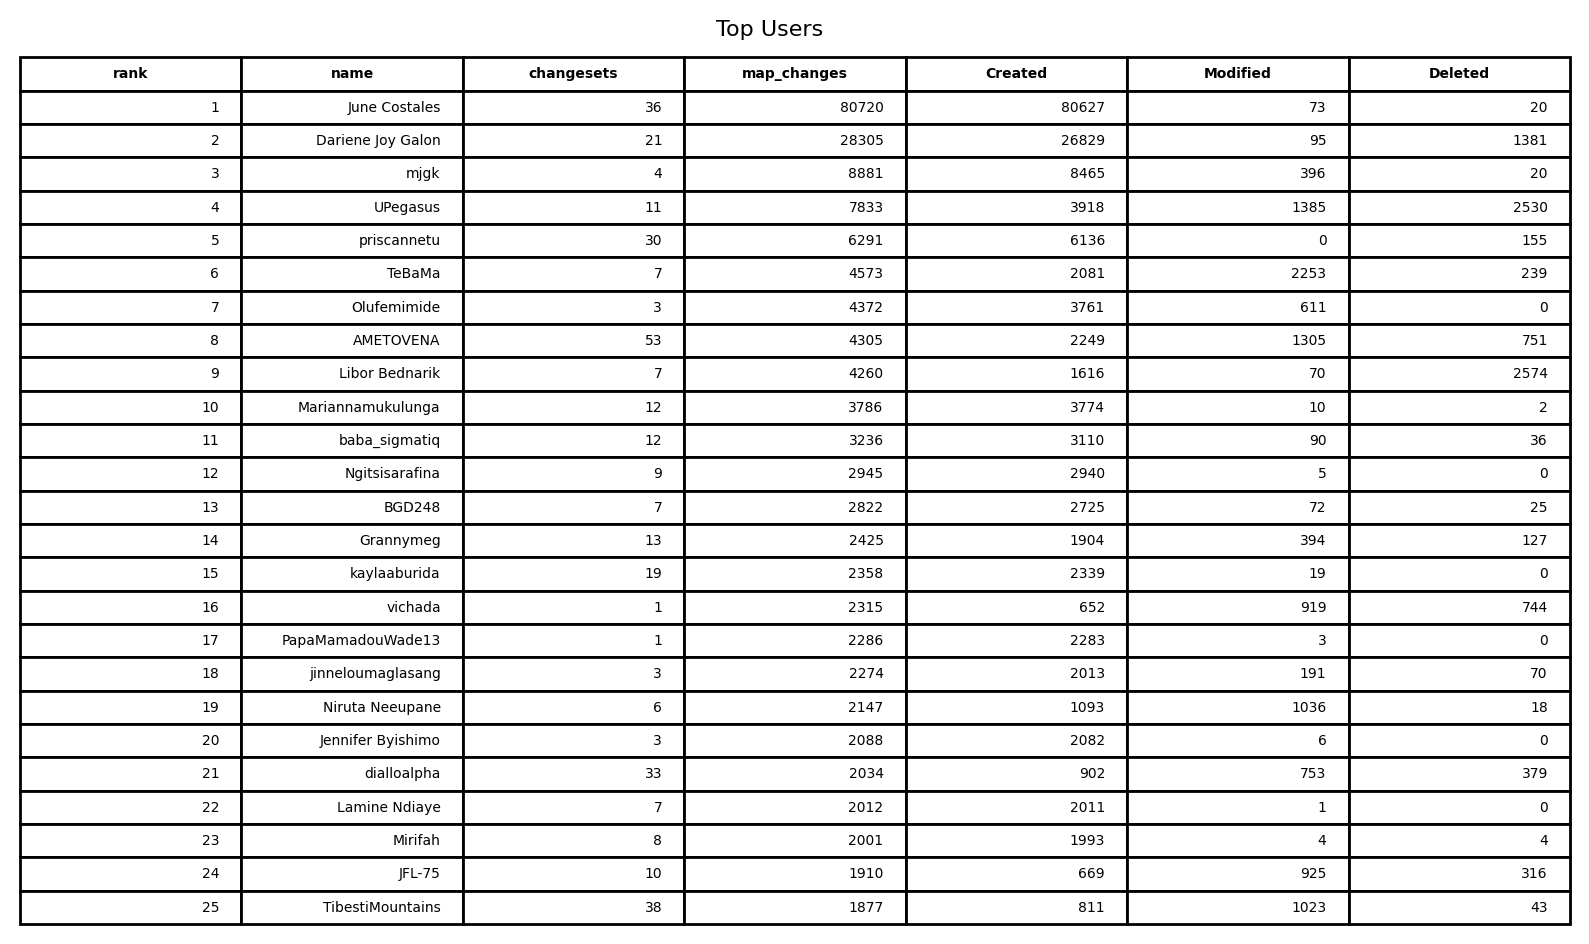 Top Users
rank name changesets map_changes Created Modified Deleted
1 June Costales 36 80720 80627 73 20
2 Dariene Joy Galon 21 28305 26829 95 1381
3 mjgk 4 8881 8465 396 20
4 UPegasus 11 7833 3918 1385 2530
5 priscannetu 30 6291 6136 0 155
6 TeBaMa 7 4573 2081 2253 239
7 Olufemimide 3 4372 3761 611 0
8 AMETOVENA 53 4305 2249 1305 751
9 Libor Bednarik 7 4260 1616 70 2574
10 Mariannamukulunga 12 3786 3774 10 2
11 baba_sigmatiq 12 3236 3110 90 36
12 Ngitsisarafina 9 2945 2940 5 0
13 BGD248 7 2822 2725 72 25
14 Grannymeg 13 2425 1904 394 127
15 kaylaaburida 19 2358 2339 19 0
16 vichada 1 2315 652 919 744
17 PapaMamadouWade13 1 2286 2283 3 0
18 jinneloumaglasang 3 2274 2013 191 70
19 Niruta Neeupane 6 2147 1093 1036 18
20 Jennifer Byishimo 3 2088 2082 6 0
21 dialloalpha 33 2034 902 753 379
22 Lamine Ndiaye 7 2012 2011 1 0
23 Mirifah 8 2001 1993 4 4
24 JFL-75 10 1910 669 925 316
25 TibestiMountains 38 1877 811 1023 43